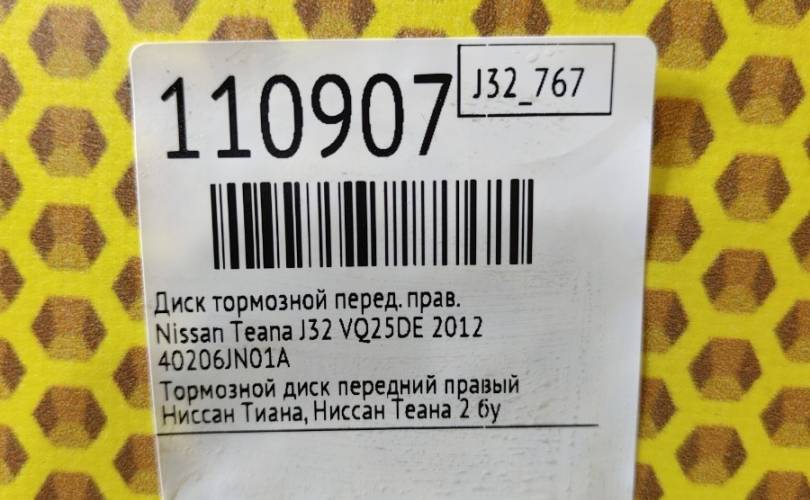 110907
J32_767
Диск тормозной перед. прав.
Nissan Teana J32 VQ25DE 2012
40206JN01A
Тормозной диск передний правый
Ниссан Тиана, Ниссан Теана 2 бу